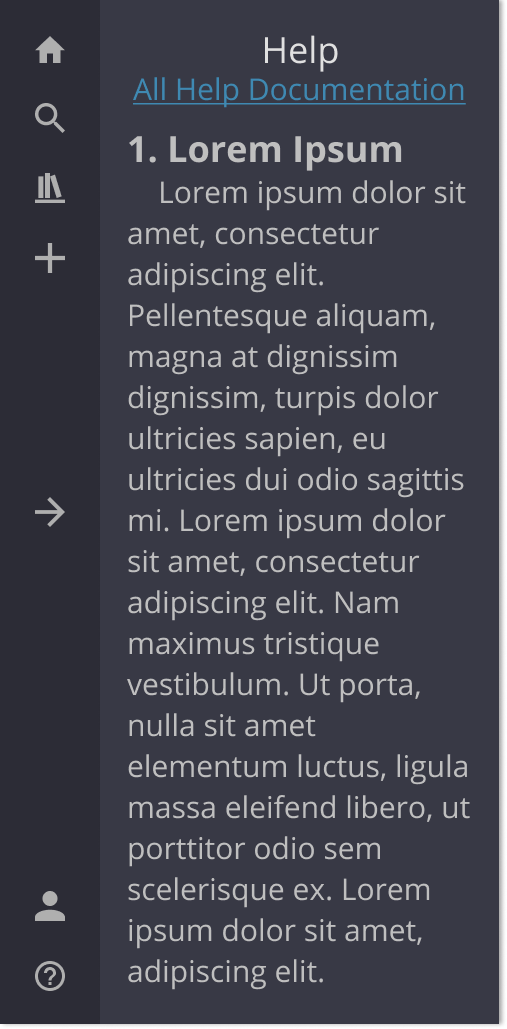 Help
All Help Documentation
1. Lorem Ipsum
Lorem ipsum dolor sit
amet, consectetur
adipiscing elit.
Pellentesque aliquam,
magna at dignissim
dignissim, turpis dolor
ultricies sapien, eu
ultricies dui odio sagittis
mi. Lorem ipsum dolor
sit amet, consectetur
adipiscing elit. Nam
maximus tristique
vestibulum. Ut porta,
nulla sit amet
elementum luctus, ligula
massa eleifend libero, ut
porttitor odio sem
scelerisque ex. Lorem
ipsum dolor sit amet,
adipiscing elit.